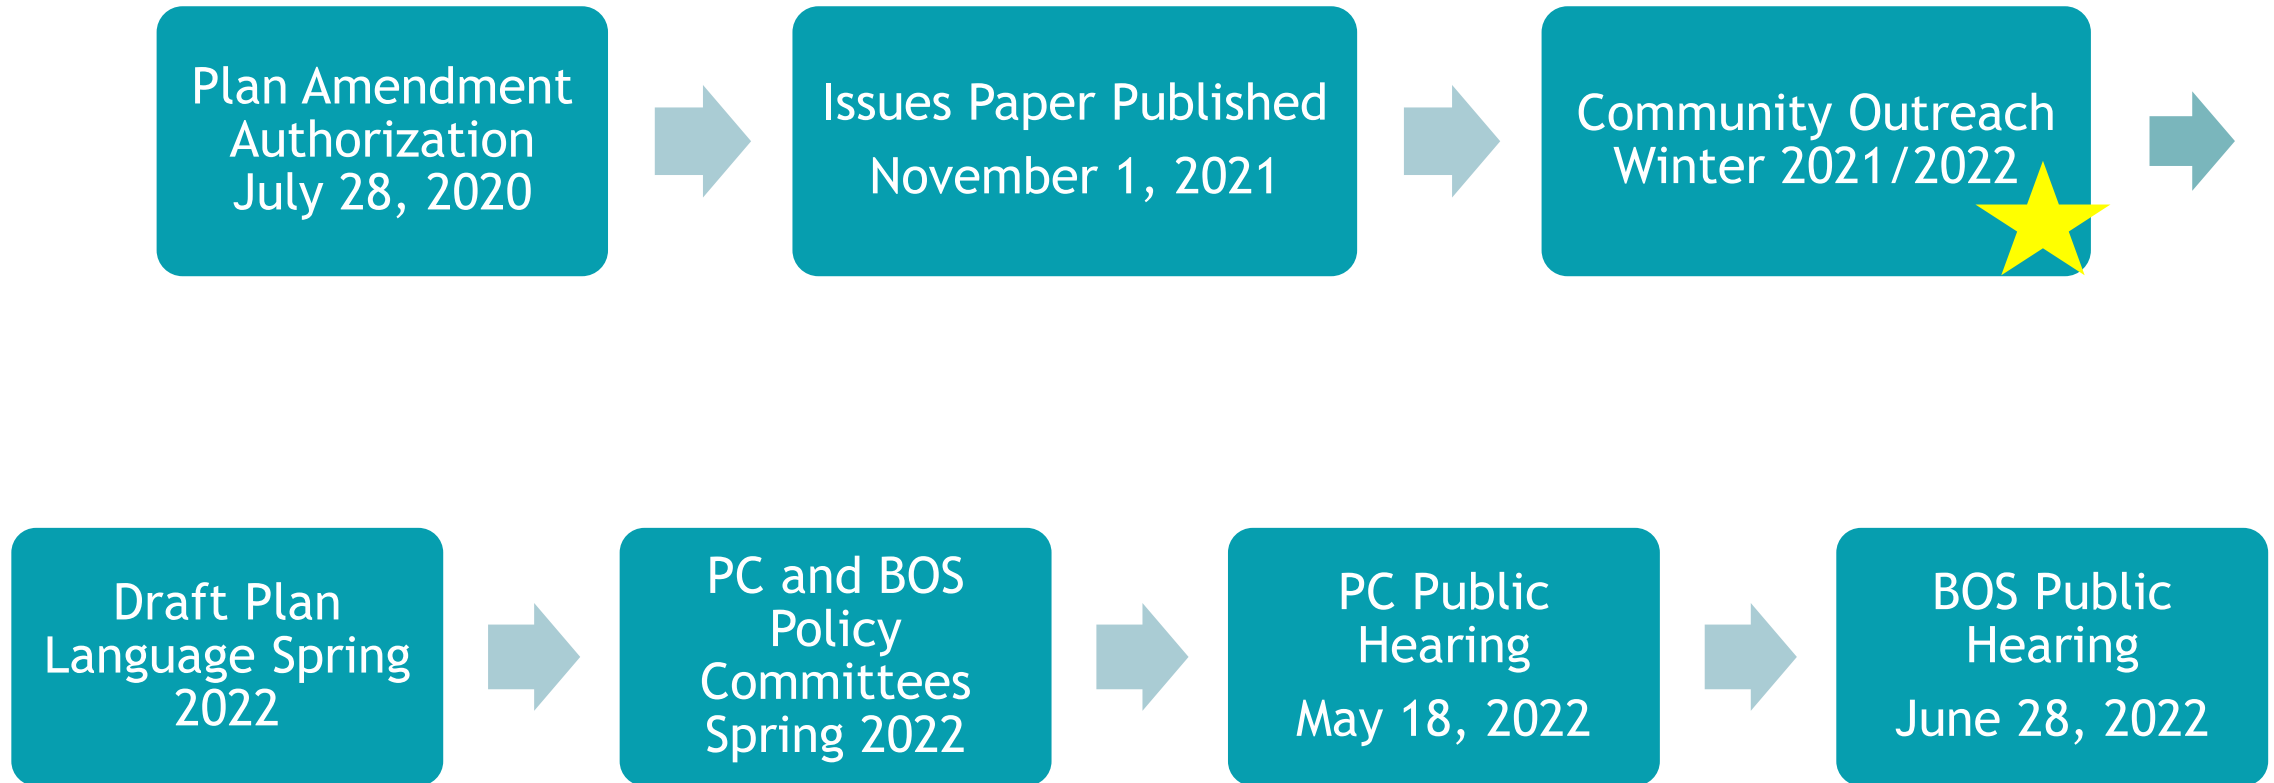 Plan Amendment
Authorization
July 28, 2020
Issues Paper Published
November 1, 2021
Community Outreach
Winter 2021/2022
Draft Plan
Language Spring
2022
PC and BOS
Policy
Committees
Spring 2022
PC Public
Hearing
May 18, 2022
BOS Public
Hearing
June 28, 2022